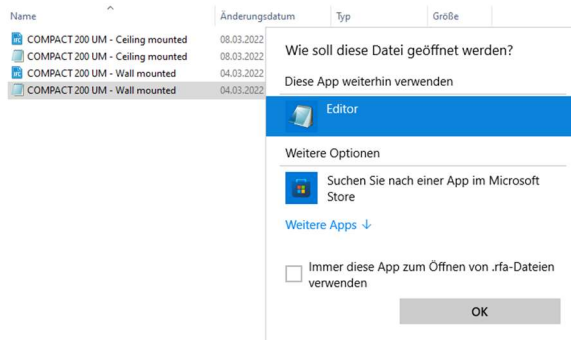 Name Änderungsdatum Typ Größe
COMPACT 200 UM - Ceiling mounted 08.03.2022
COMPACT 200 UM - Ceiling mounted 08.03.2022
COMPACT 200 UM - Wall mounted 04.03.2022
COMPACT 200 UM - Wall mounted 04.03.2022
Wie soll diese Datei geöffnet werden?
Diese App weiterhin verwenden
Editor
Weitere Optionen
Suchen Sie nach einer App im Microsoft
Store
Weitere Apps ↓
Immer diese App zum Öffnen von .rfa-Dateien
verwenden
OK